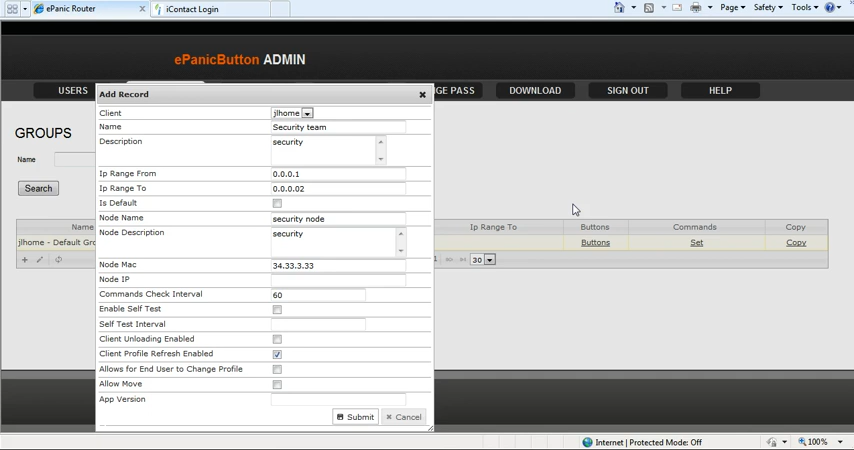 ePanic Router
iContact Login
Page
Safety
Tools
ePanicButton ADMIN
USERS
GE PASS
DOWNLOAD
SIGN OUT
HELP
GROUPS
Name
Search
Name
Ip Range To
Buttons
Commands
Copy
jlhome - Default Gro
Buttons
Set
Copy
1
30
Add Record
Client jlhome
Name Security team
Description security
Ip Range From 0.0.0.1
Ip Range To 0.0.0.02
Is Default
Node Name security node
Node Description security
Node Mac 34.33.3.33
Node IP
Commands Check Interval 60
Enable Self Test
Self Test Interval
Client Unloading Enabled
Client Profile Refresh Enabled
Allows for End User to Change Profile
Allow Move
App Version
Submit
Cancel
Internet | Protected Mode: Off
100%